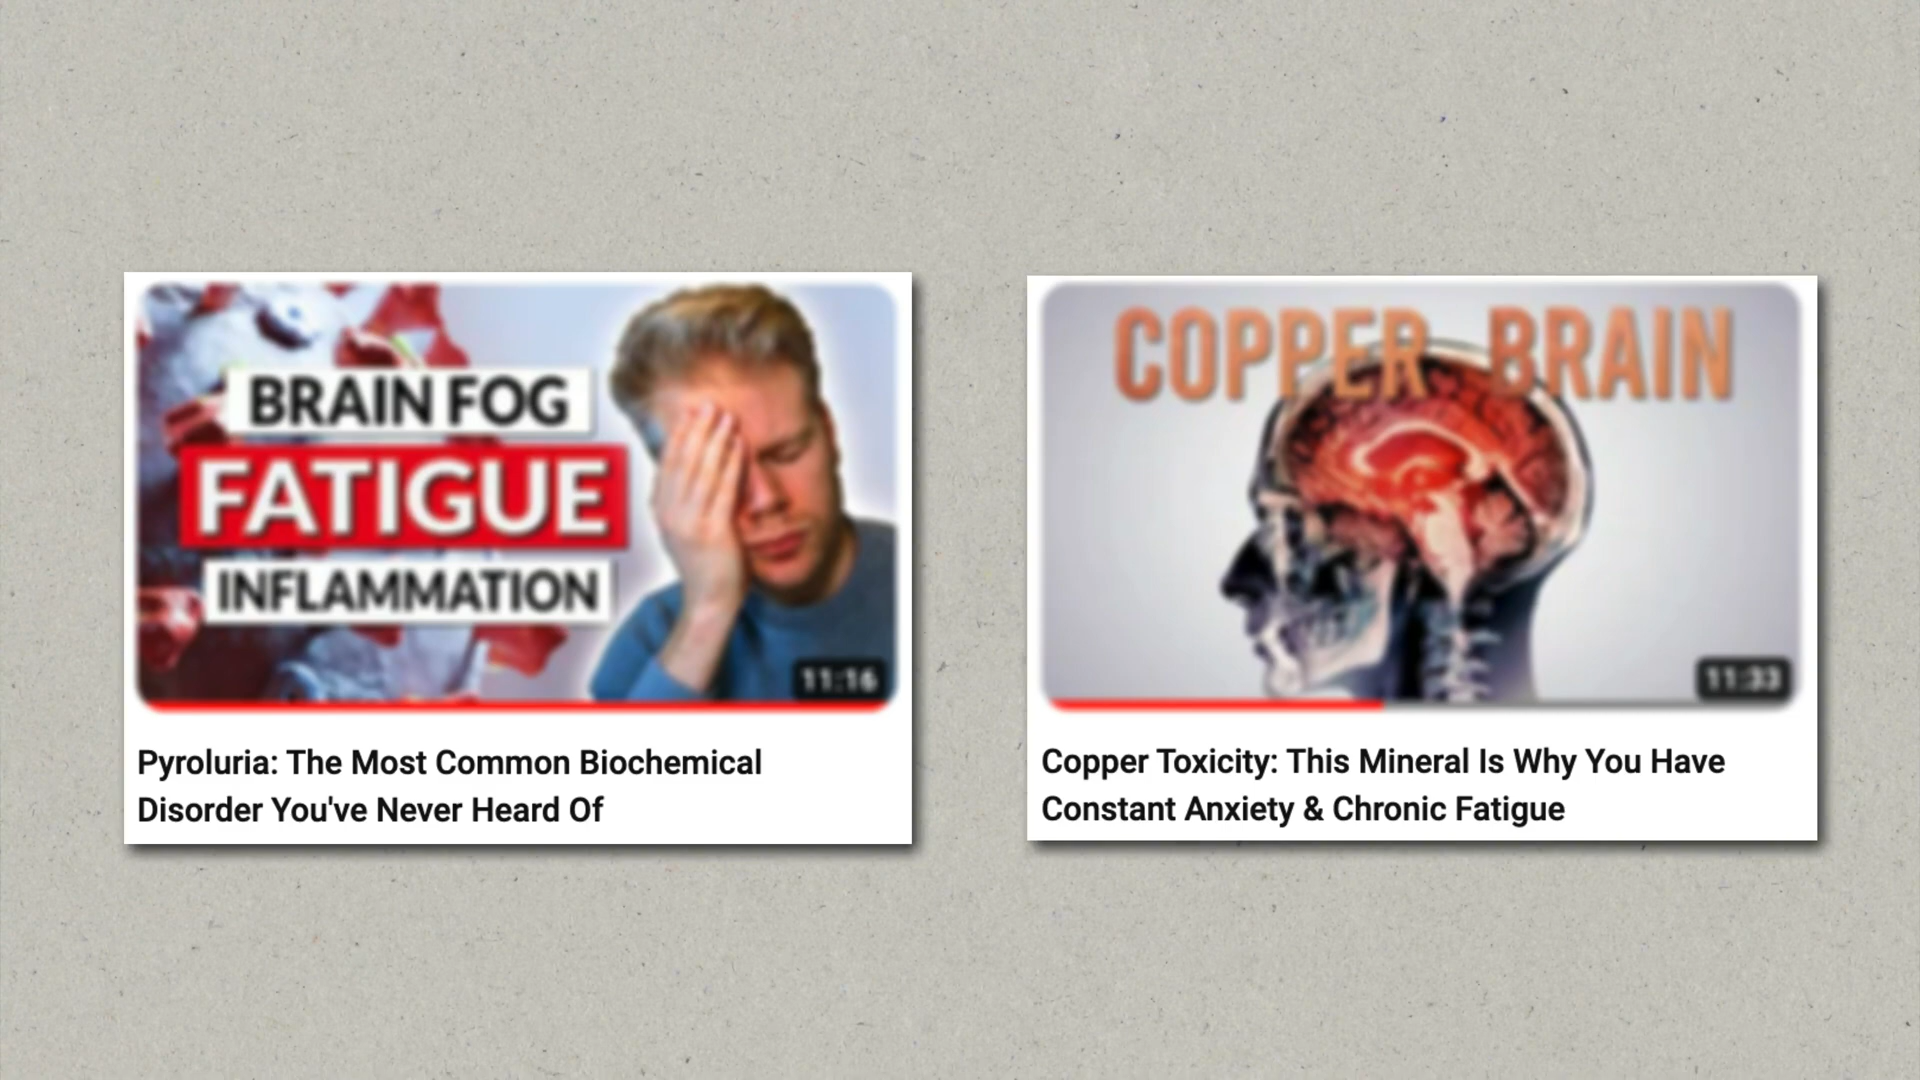 BRAIN FOG
FATIGUE
INFLAMMATION
11:16
Pyroluria: The Most Common Biochemical
Disorder You've Never Heard Of
COPPER BRAIN
11:33
Copper Toxicity: This Mineral Is Why You Have
Constant Anxiety & Chronic Fatigue